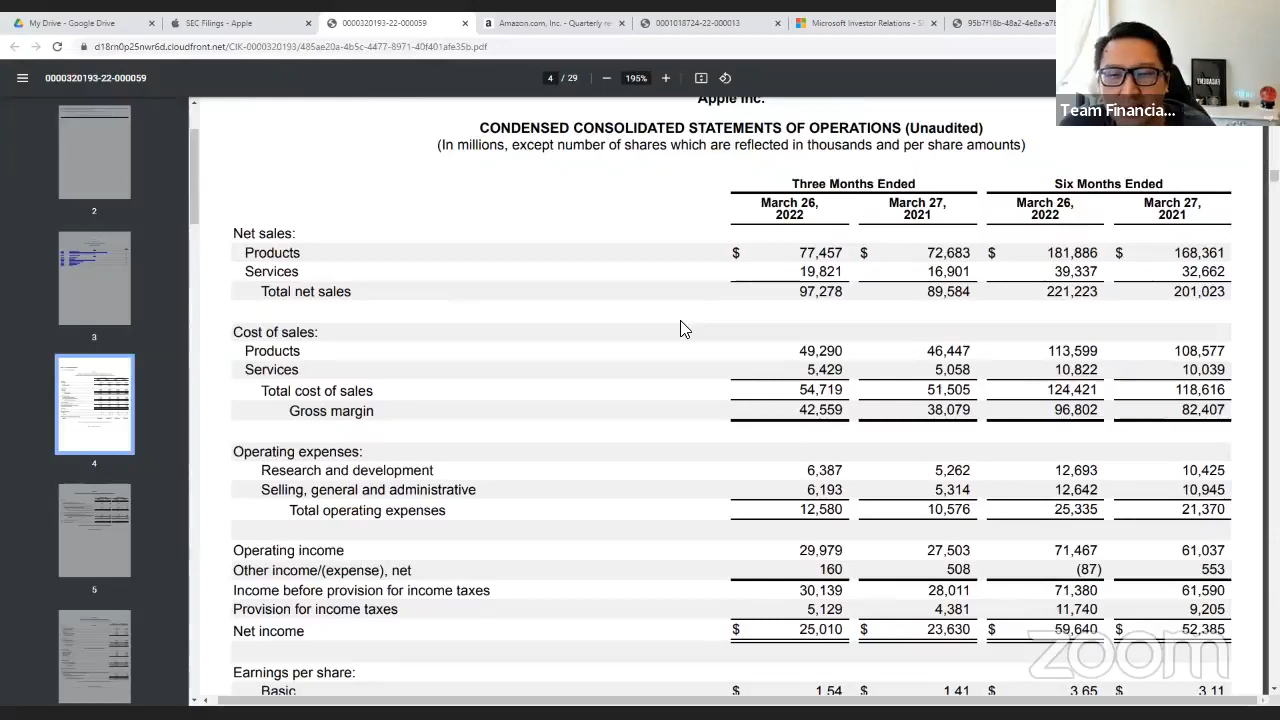 My Drive - Google Drive
SEC Filings - Apple
0000320193-22-000059
Amazon.com, Inc. - Quarterly re
0001018724-22-000013
Microsoft Investor Relations - S
d18rn0p25nwr6d.cloudfront.net/CIK-0000320193/485ae20a-4b5c-4477-8971-40f401afe35b.pdf
0000320193-22-000059
4 / 29
195%
Team Financia...
2
3
4
5
Apple Inc.
CONDENSED CONSOLIDATED STATEMENTS OF OPERATIONS (Unaudited)
(In millions, except number of shares which are reflected in thousands and per share amounts)
Three Months Ended Six Months Ended
March 26, 2022 March 27, 2021 March 26, 2022 March 27, 2021
Net sales:
Products $ 77,457 $ 72,683 $ 181,886 $ 168,361
Services 19,821 16,901 39,337 32,662
Total net sales 97,278 89,584 221,223 201,023
Cost of sales:
Products 49,290 46,447 113,599 108,577
Services 5,429 5,058 10,822 10,039
Total cost of sales 54,719 51,505 124,421 118,616
Gross margin 42,559 38,079 96,802 82,407
Operating expenses:
Research and development 6,387 5,262 12,693 10,425
Selling, general and administrative 6,193 5,314 12,642 10,945
Total operating expenses 12,580 10,576 25,335 21,370
Operating income 29,979 27,503 71,467 61,037
Other income/(expense), net 160 508 (87) 553
Income before provision for income taxes 30,139 28,011 71,380 61,590
Provision for income taxes 5,129 4,381 11,740 9,205
Net income $ 25,010 $ 23,630 $ 59,640 $ 52,385
Earnings per share:
Basic $ 1.54 $ 1.41 $ 3.65 $ 3.11
zoom